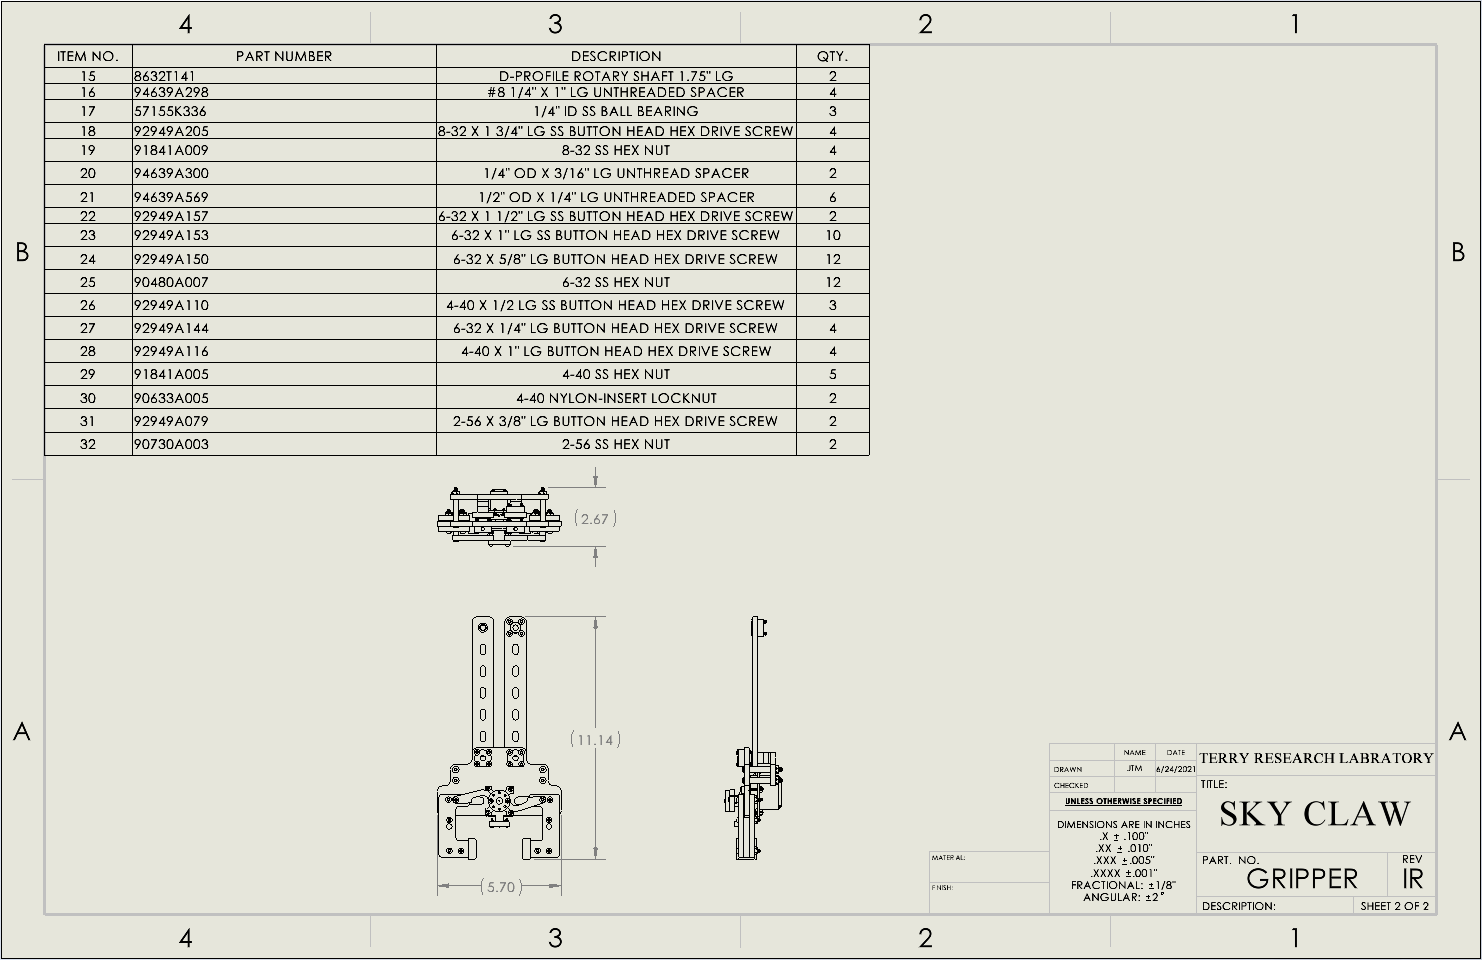 4 3 2 1
ITEM NO. PART NUMBER DESCRIPTION QTY.
15 8632T141 D-PROFILE ROTARY SHAFT 1.75" LG 2
16 94639A298 #8 1/4" X 1" LG UNTHREADED SPACER 4
17 57155K336 1/4" ID SS BALL BEARING 3
18 92949A205 8-32 X 1 3/4" LG SS BUTTON HEAD HEX DRIVE SCREW 4
19 91841A009 8-32 SS HEX NUT 4
20 94639A300 1/4" OD X 3/16" LG UNTHREAD SPACER 2
21 94639A569 1/2" OD X 1/4" LG UNTHREADED SPACER 6
22 92949A157 6-32 X 1 1/2" LG SS BUTTON HEAD HEX DRIVE SCREW 2
23 92949A153 6-32 X 1" LG SS BUTTON HEAD HEX DRIVE SCREW 10
24 92949A150 6-32 X 5/8" LG BUTTON HEAD HEX DRIVE SCREW 12
25 90480A007 6-32 SS HEX NUT 12
26 92949A110 4-40 X 1/2 LG SS BUTTON HEAD HEX DRIVE SCREW 3
27 92949A144 6-32 X 1/4" LG BUTTON HEAD HEX DRIVE SCREW 4
28 92949A116 4-40 X 1" LG BUTTON HEAD HEX DRIVE SCREW 4
29 91841A005 4-40 SS HEX NUT 5
30 90633A005 4-40 NYLON-INSERT LOCKNUT 2
31 92949A079 2-56 X 3/8" LG BUTTON HEAD HEX DRIVE SCREW 2
32 90730A003 2-56 SS HEX NUT 2
B B
(2.67)
(11.14)
(5.70)
A A
NAME DATE
DRAWN JTM 6/24/2021
CHECKED
UNLESS OTHERWISE SPECIFIED
DIMENSIONS ARE IN INCHES
.X ± .100"
.XX ± .010"
.XXX ±.005"
.XXXX ±.001"
FRACTIONAL: ±1/8"
ANGULAR: ±2°
MATERIAL:
FINISH:
TERRY RESEARCH LABRATORY
TITLE:
SKY CLAW
PART. NO. REV
GRIPPER IR
DESCRIPTION: SHEET 2 OF 2
4 3 2 1